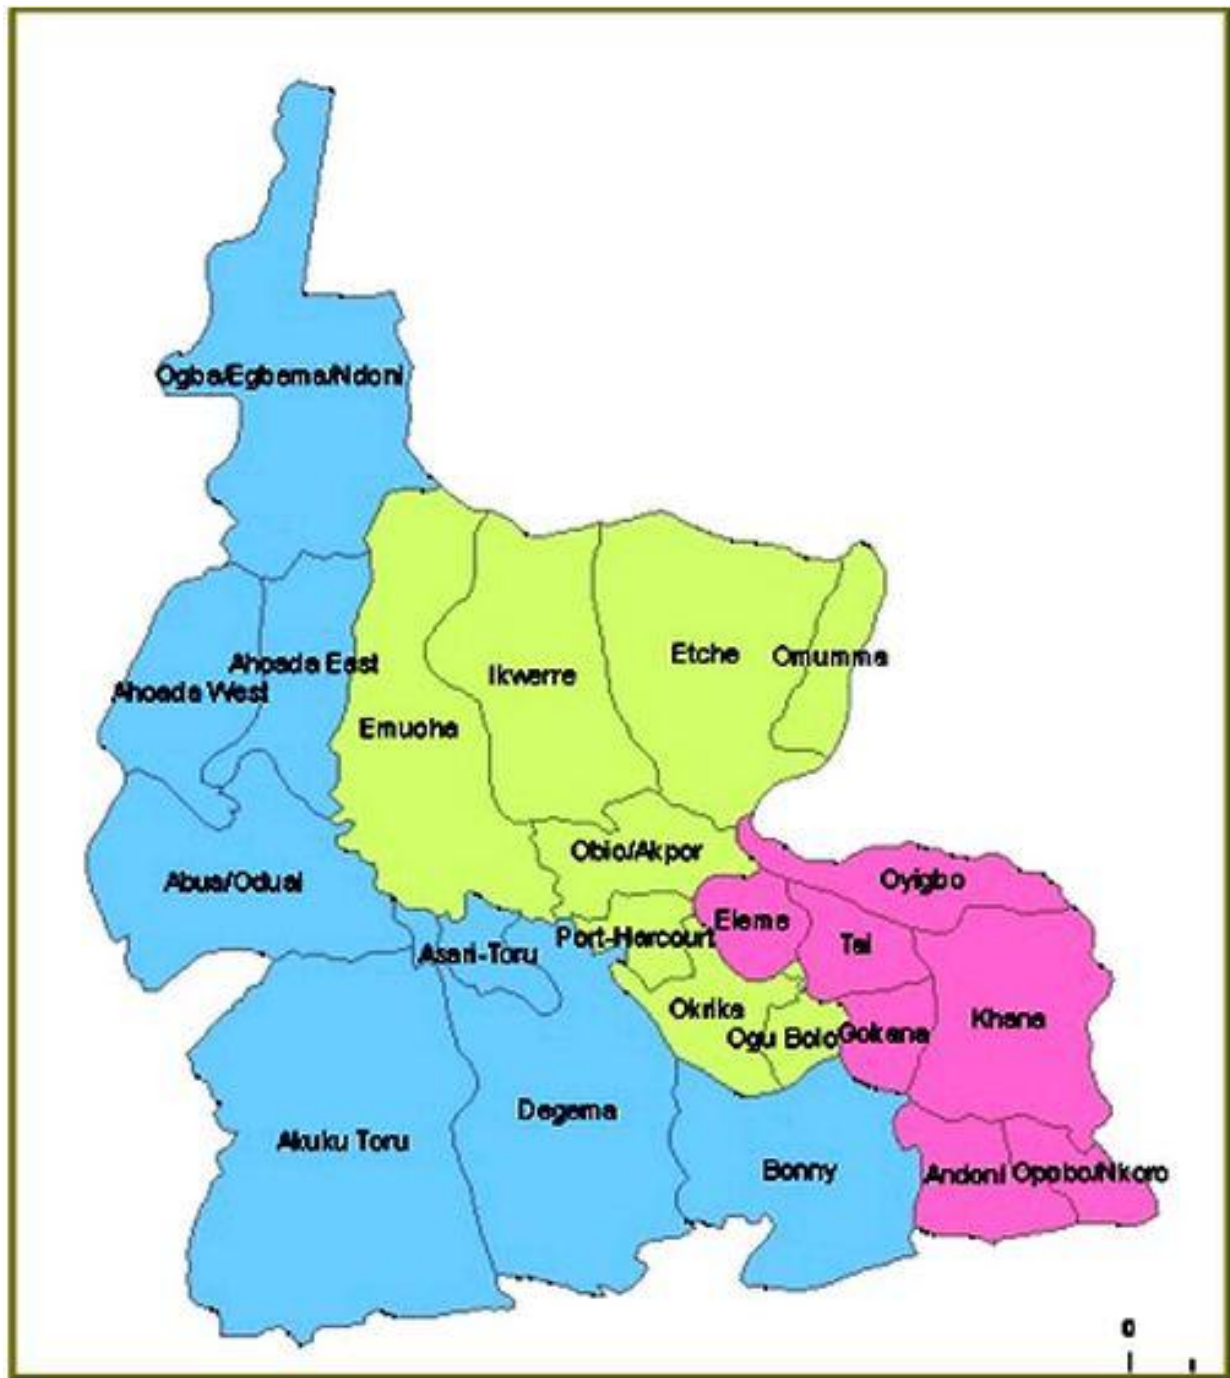 Ogba/Egbema/Ndoni
Ahoada East
Ahoada West
Emuoha
Ikwerre
Etche
Omumma
Obio/Akpor
Abua/Odual
Oyigbo
Eleme
Tai
Port-Harcourt
Asari-Toru
Okrika
Ogu Bolo
Gokana
Khana
Degema
Akuku Toru
Bonny
Andoni
Opobo/Nkoro
0